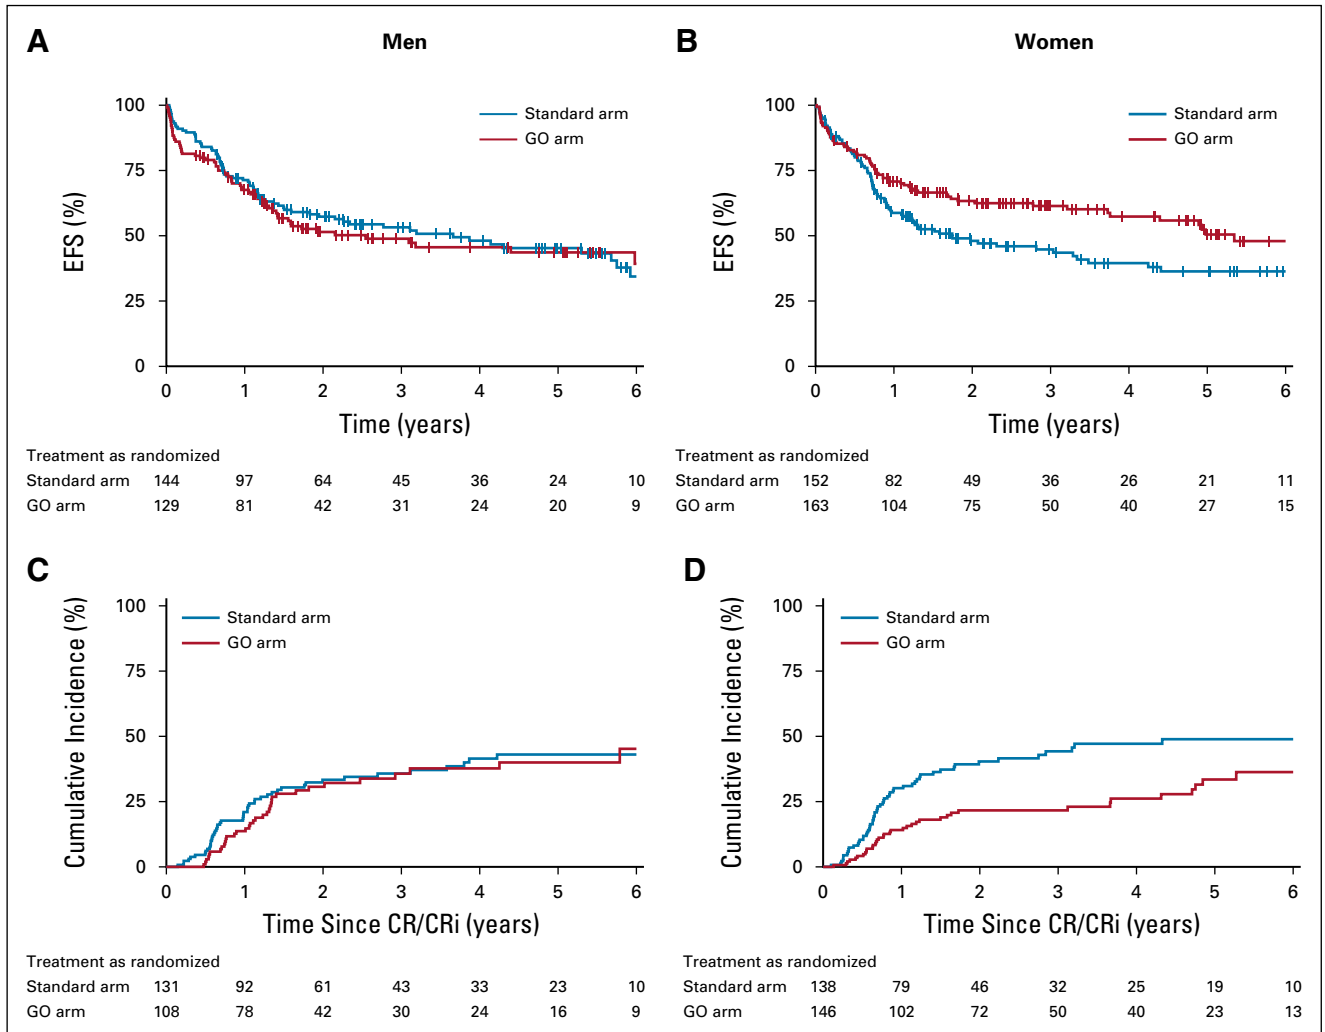 A
Men
100
75
50
25
0
EFS (%)
Standard arm
GO arm
0 1 2 3 4 5 6
Time (years)
Treatment as randomized
Standard arm 144 97 64 45 36 24 10
GO arm 129 81 42 31 24 20 9
B
Women
100
75
50
25
0
EFS (%)
Standard arm
GO arm
0 1 2 3 4 5 6
Time (years)
Treatment as randomized
Standard arm 152 82 49 36 26 21 11
GO arm 163 104 75 50 40 27 15
C
100
75
50
25
0
Cumulative Incidence (%)
Standard arm
GO arm
0 1 2 3 4 5 6
Time Since CR/CRi (years)
Treatment as randomized
Standard arm 131 92 61 43 33 23 10
GO arm 108 78 42 30 24 16 9
D
100
75
50
25
0
Cumulative Incidence (%)
Standard arm
GO arm
0 1 2 3 4 5 6
Time Since CR/CRi (years)
Treatment as randomized
Standard arm 138 79 46 32 25 19 10
GO arm 146 102 72 50 40 23 13